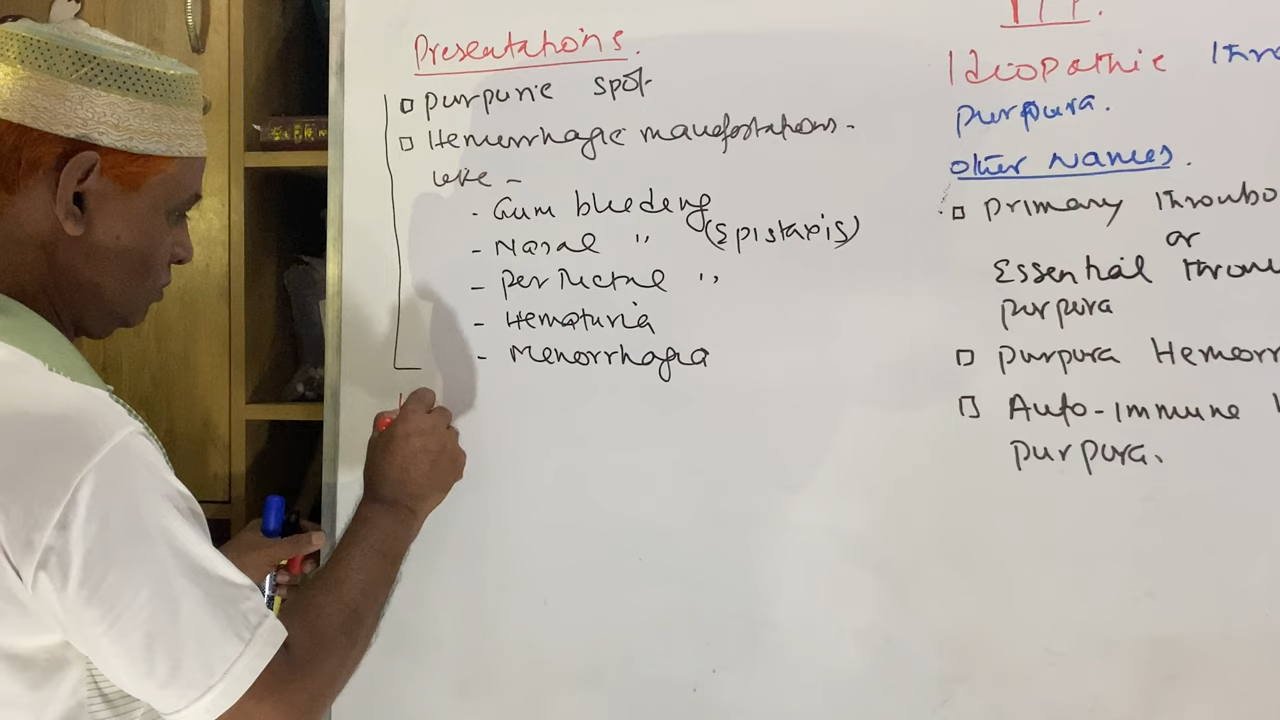 Presentations.
purpuric spot
Hemorrhagic manifestations.
like -
- Gum bleeding
- Nasal " (Epistaxis)
- Per Rectal "
- Hematuria
- Menorrhagia
ITP.
Idiopathic thro
purpura.
other Names.
Primary thrombo
or
Essential throm
purpura
purpura Hemorr
Auto-immune
purpura.